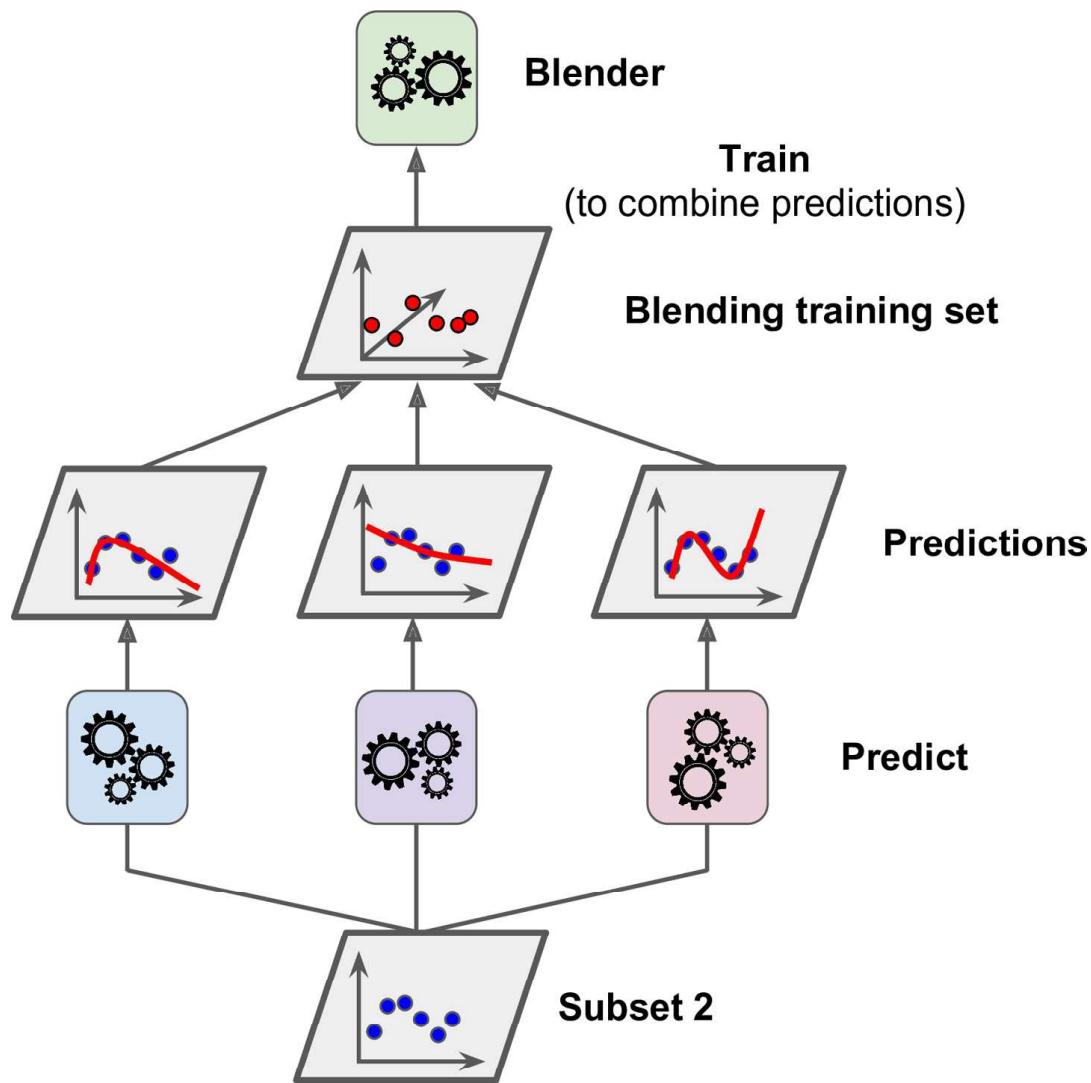 Blender
Train
(to combine predictions)
Blending training set
Predictions
Predict
Subset 2